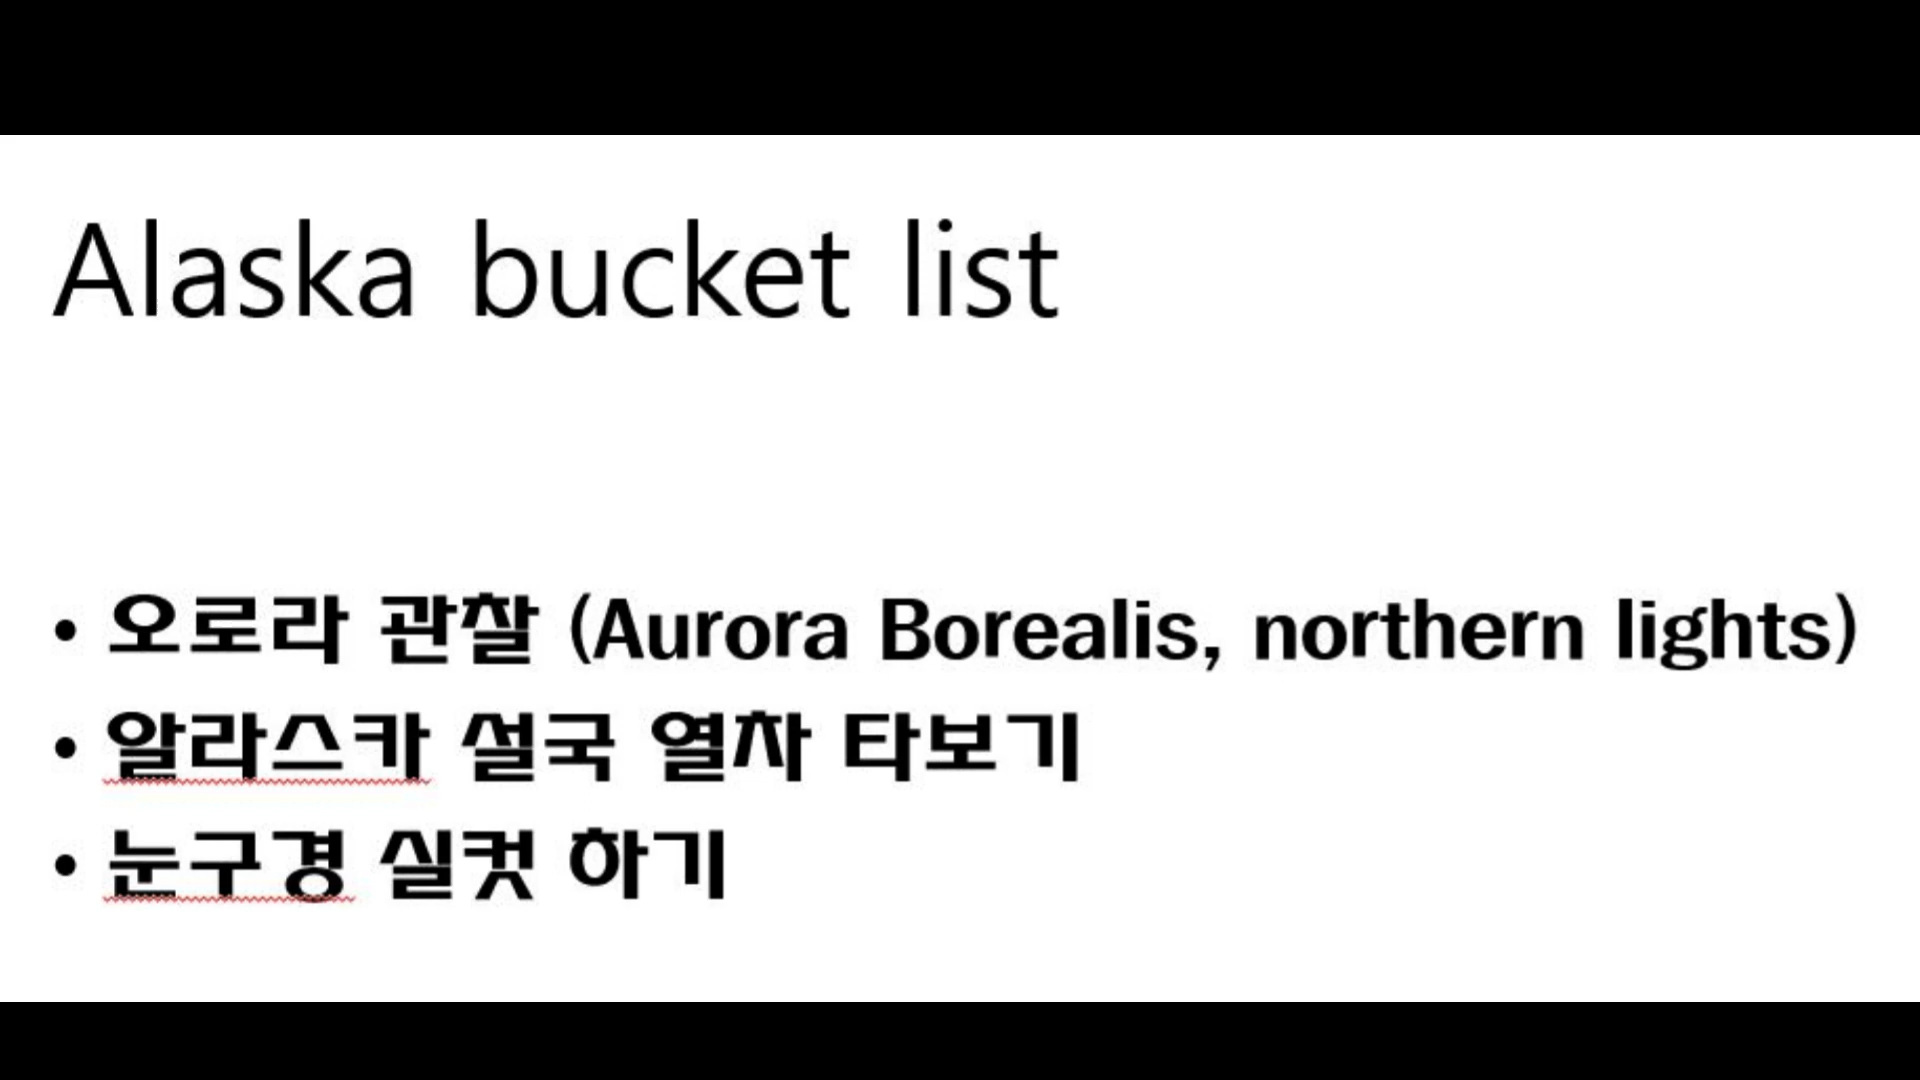 Alaska bucket list
• 오로라 관찰 (Aurora Borealis, northern lights)
• 알라스카 설국 열차 타보기
• 눈구경 실컷 하기